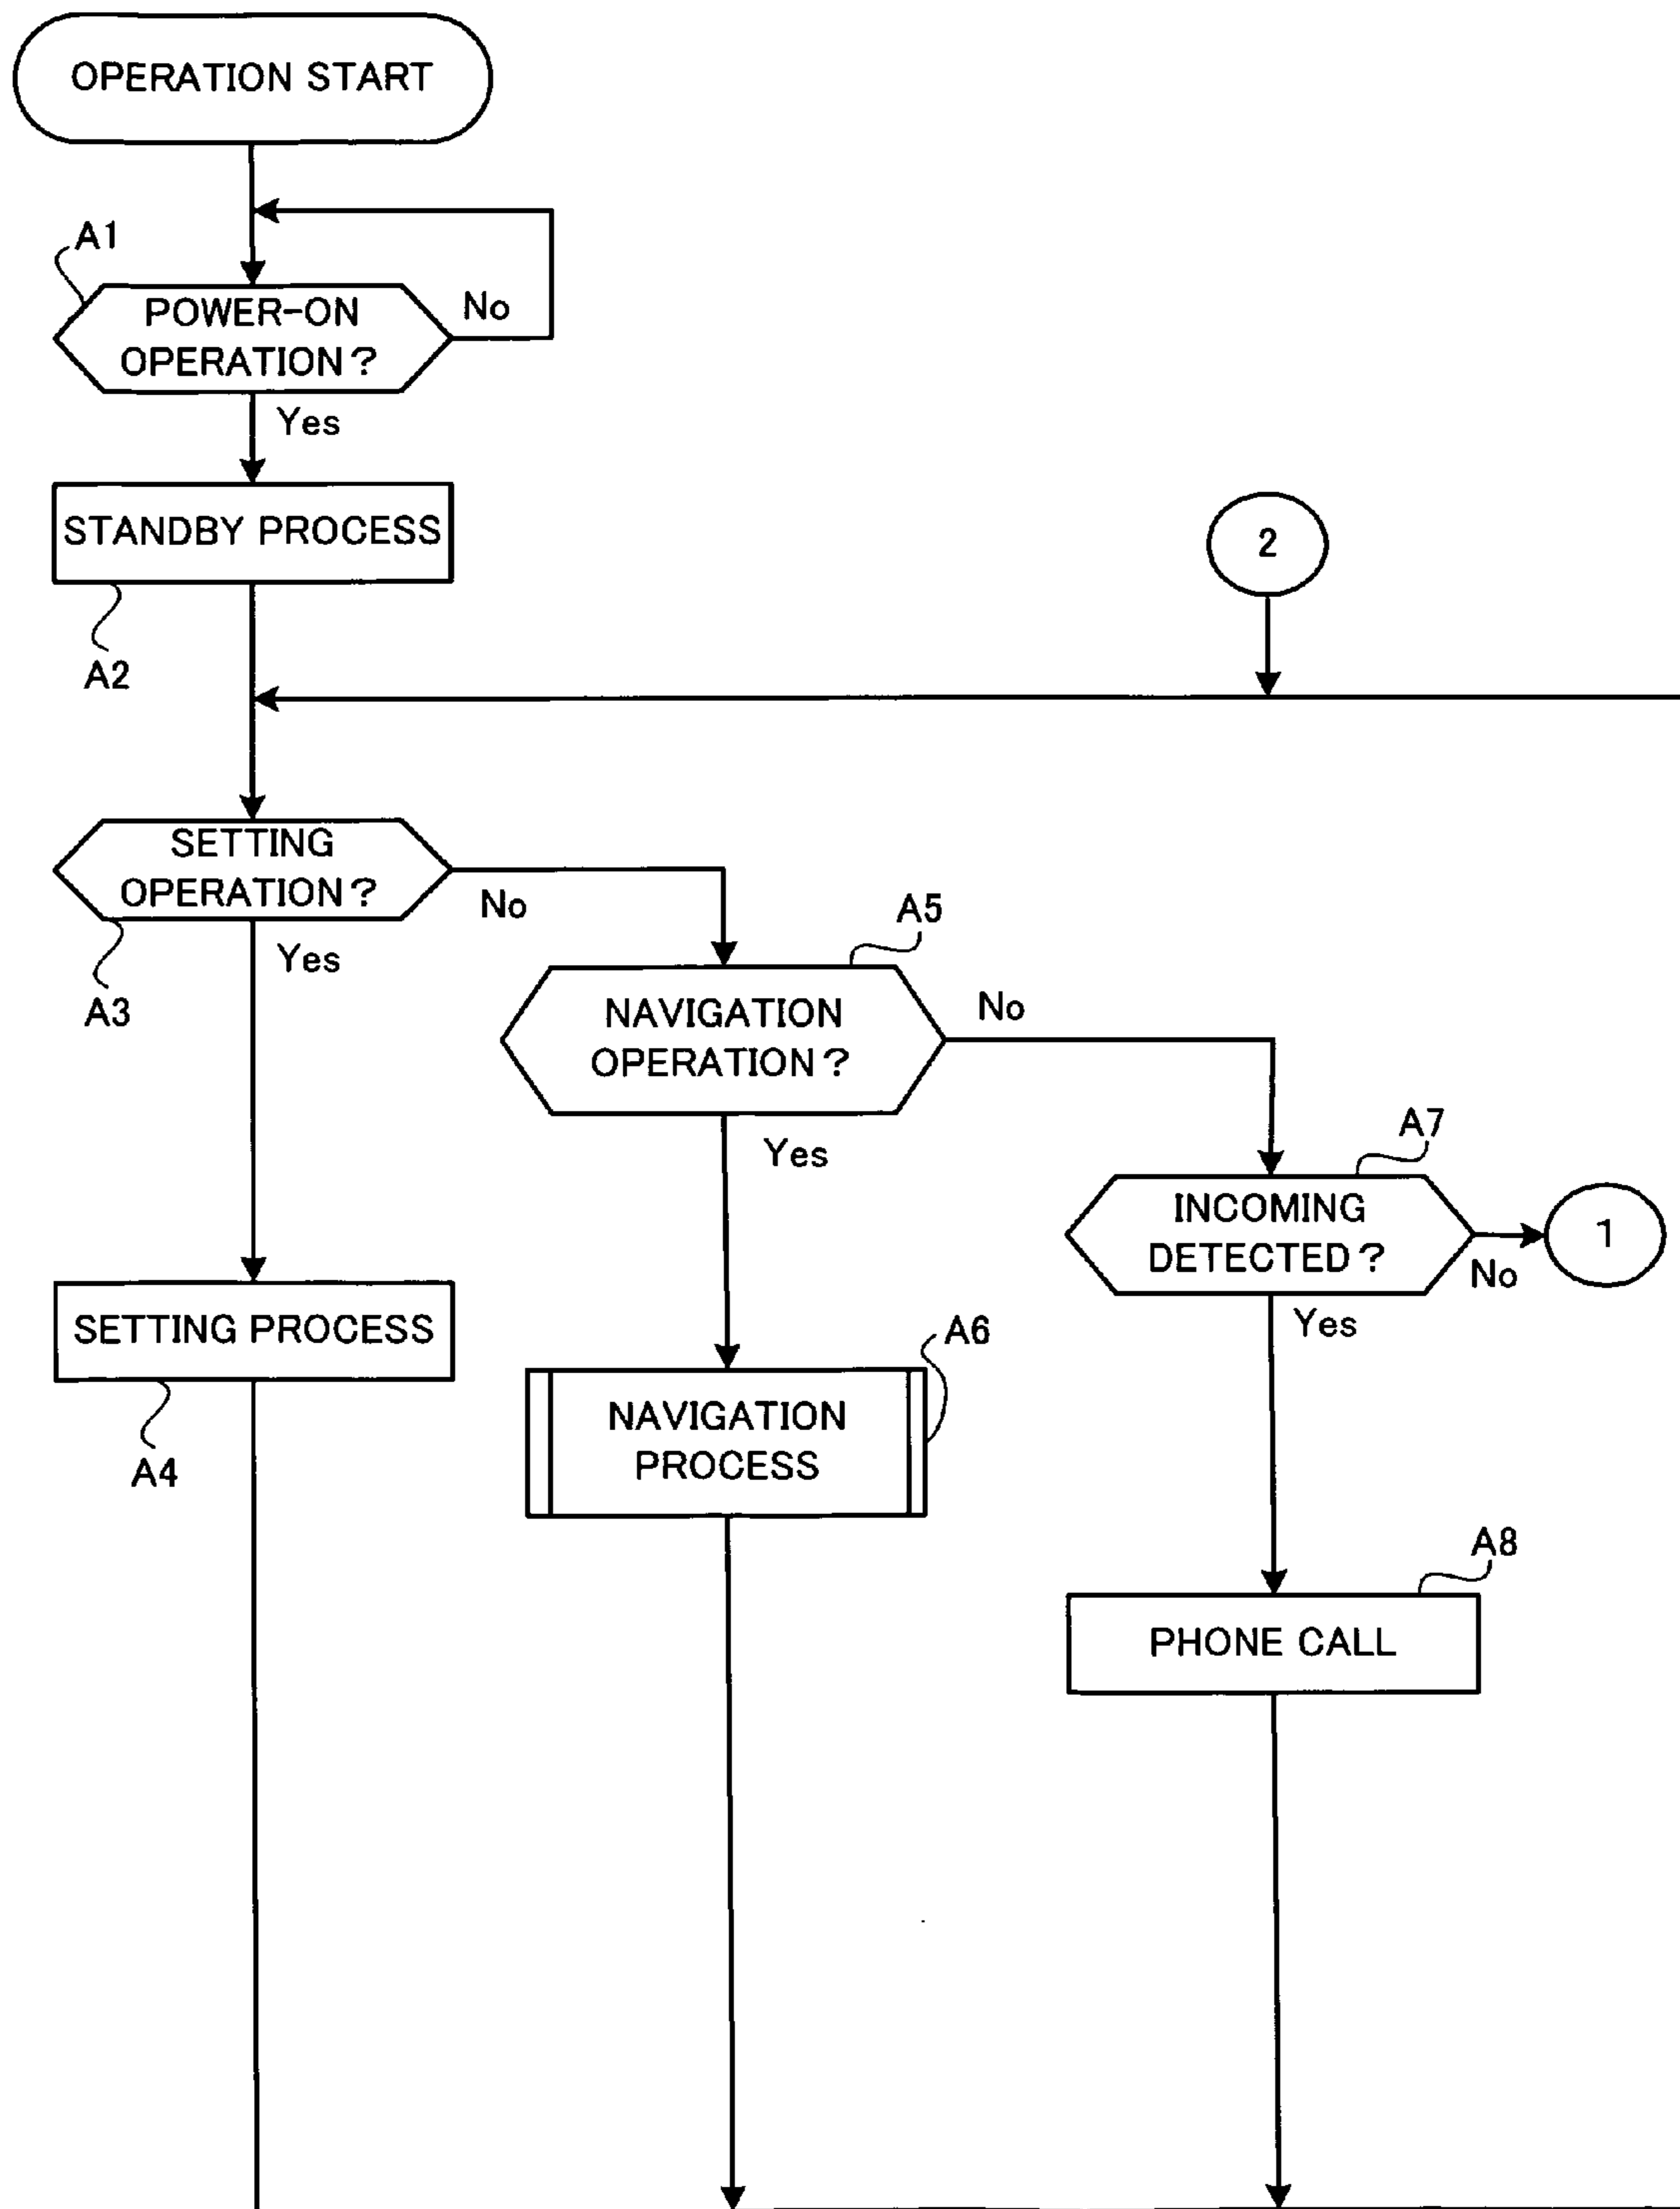 OPERATION START
A1
POWER-ON
OPERATION?
No
Yes
STANDBY PROCESS
A2
2
SETTING
OPERATION?
No
Yes
A3
A5
NAVIGATION
OPERATION?
No
Yes
A7
INCOMING
DETECTED?
No
1
Yes
SETTING PROCESS
A4
A6
NAVIGATION
PROCESS
A8
PHONE CALL